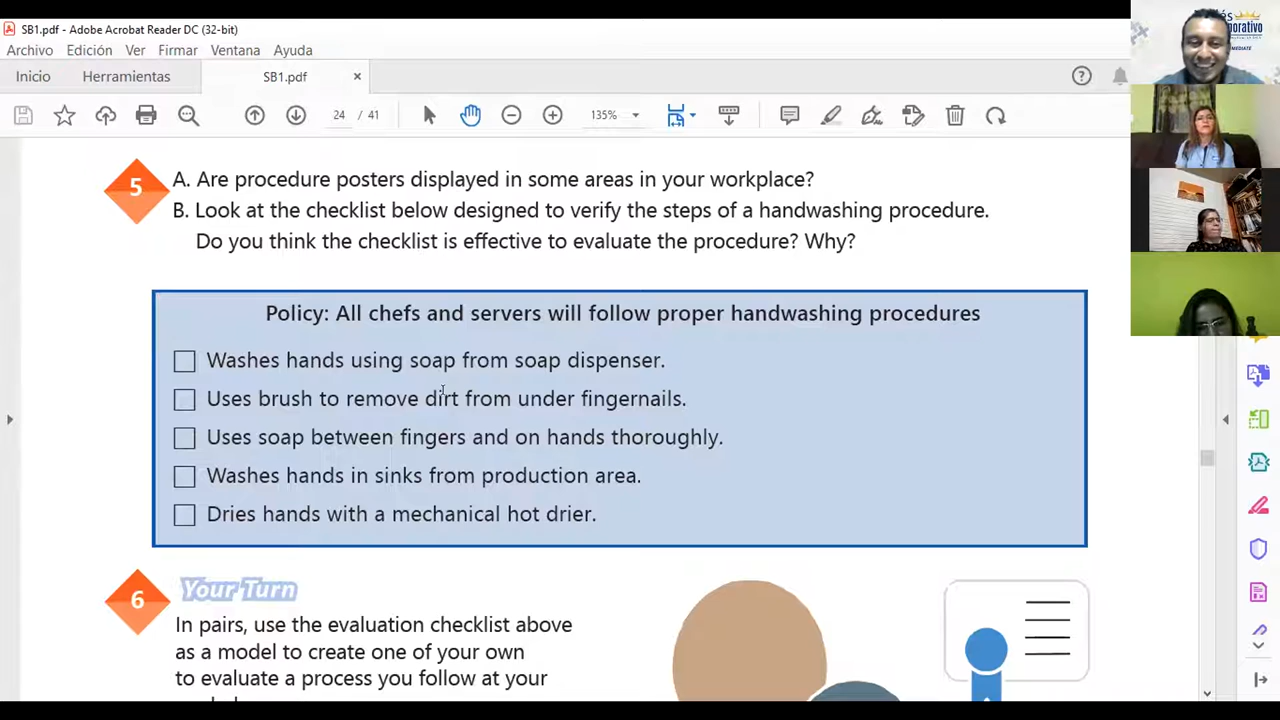 SB1.pdf - Adobe Acrobat Reader DC (32-bit)
Archivo Edición Ver Firmar Ventana Ayuda
Inicio Herramientas SB1.pdf ×
24 / 41 135%
5
A. Are procedure posters displayed in some areas in your workplace?
B. Look at the checklist below designed to verify the steps of a handwashing procedure.
Do you think the checklist is effective to evaluate the procedure? Why?
Policy: All chefs and servers will follow proper handwashing procedures
Washes hands using soap from soap dispenser.
Uses brush to remove dirt from under fingernails.
Uses soap between fingers and on hands thoroughly.
Washes hands in sinks from production area.
Dries hands with a mechanical hot drier.
6
Your Turn
In pairs, use the evaluation checklist above
as a model to create one of your own
to evaluate a process you follow at your